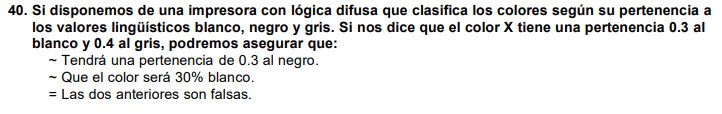 40. Si disponemos de una impresora con lógica difusa que clasifica los colores según su pertenencia a
los valores lingüísticos blanco, negro y gris. Si nos dice que el color X tiene una pertenencia 0.3 al
blanco y 0.4 al gris, podremos asegurar que:
~ Tendrá una pertenencia de 0.3 al negro.
~ Que el color será 30% blanco.
= Las dos anteriores son falsas.